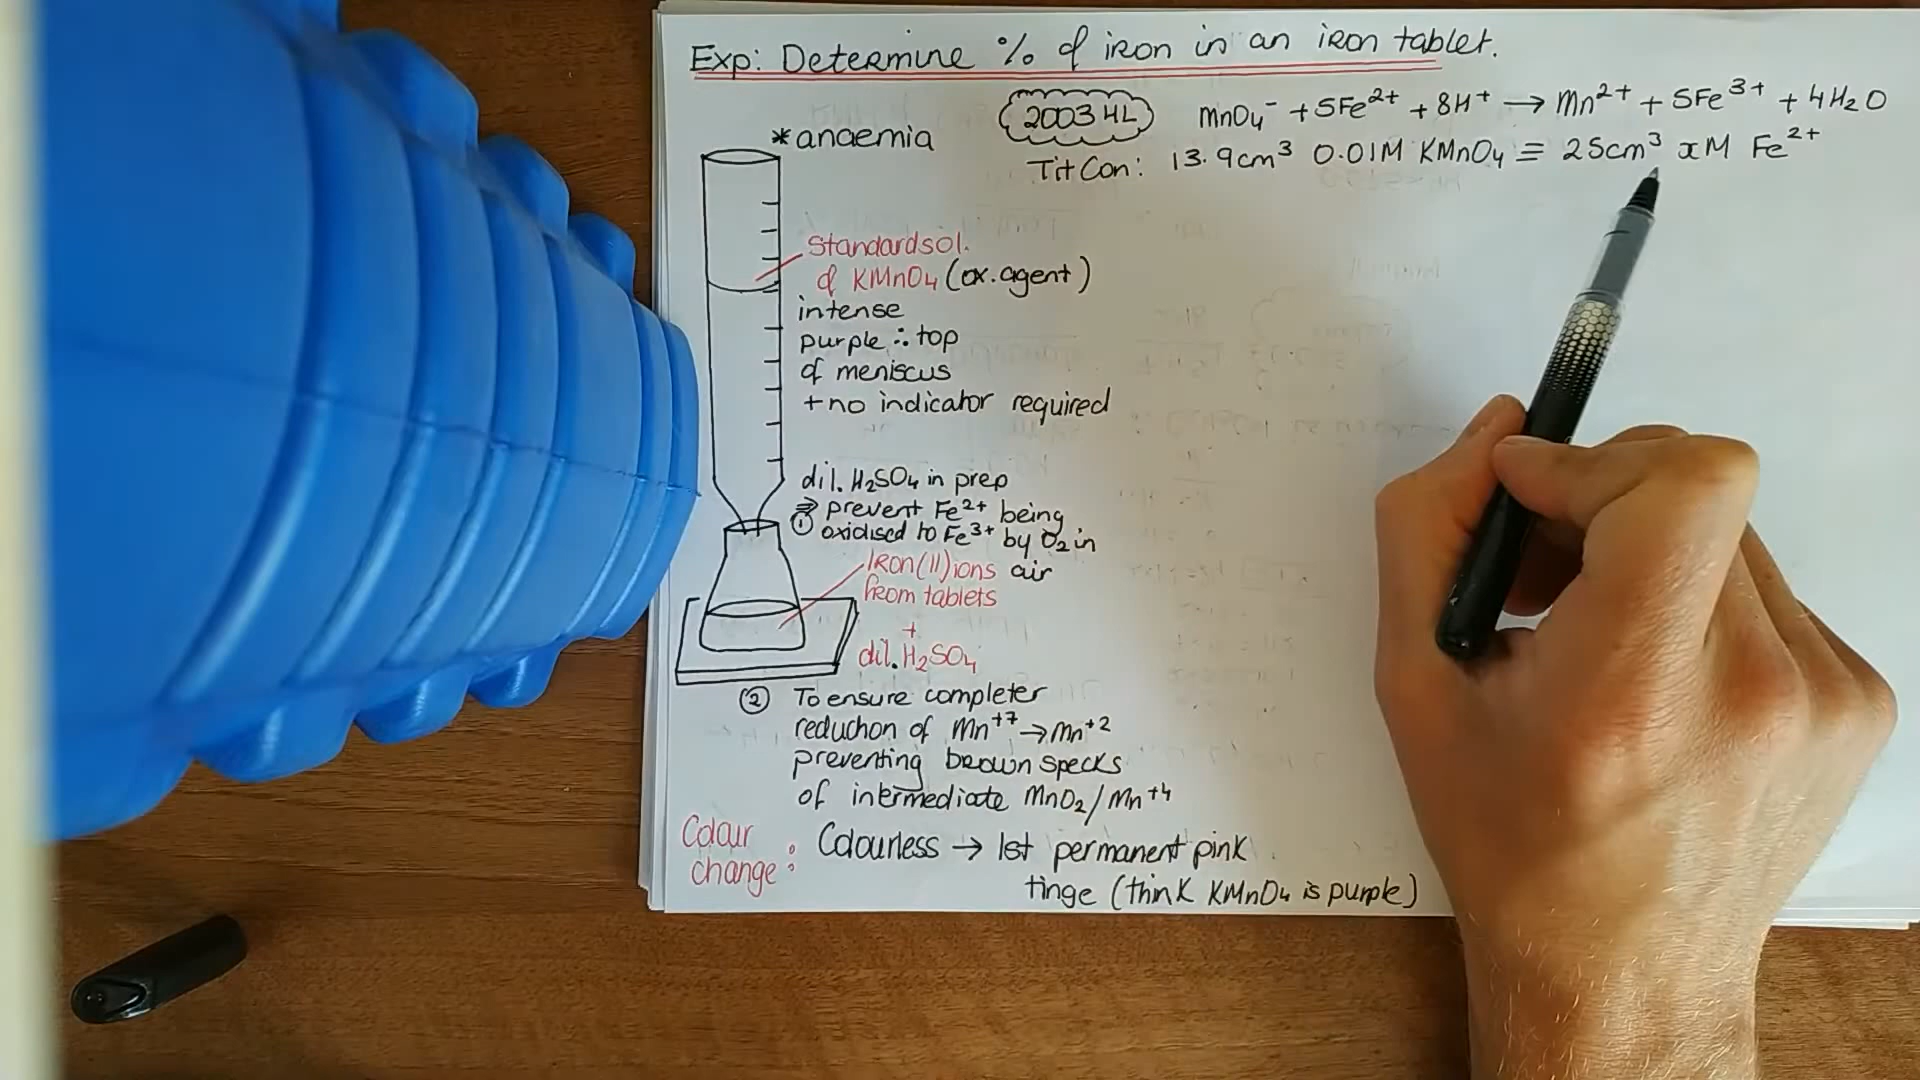 Exp: Determine % of iron in an iron tablet.
2003 HL
MnO₄⁻ + 5Fe²⁺ + 8H⁺ → Mn²⁺ + 5Fe³⁺ + 4H₂O
*anaemia
Tit Con: 13.9cm³ 0.01M KMnO₄ ≡ 25cm³ xM Fe²⁺
Standard sol.
of KMnO₄ (ox. agent)
intense
purple ∴ top
of meniscus
+ no indicator required
dil. H₂SO₄ in prep
⇒ prevent Fe²⁺ being
① oxidised to Fe³⁺ by O₂ in
air
Iron(II) ions
from tablets
+
dil. H₂SO₄
② To ensure completer
reduction of Mn⁺⁷ → Mn⁺²
preventing brown specks
of intermediate MnO₂/Mn⁺⁴
Colour
change:
Colourless → 1st permanent pink
tinge (think KMnO₄ is purple)